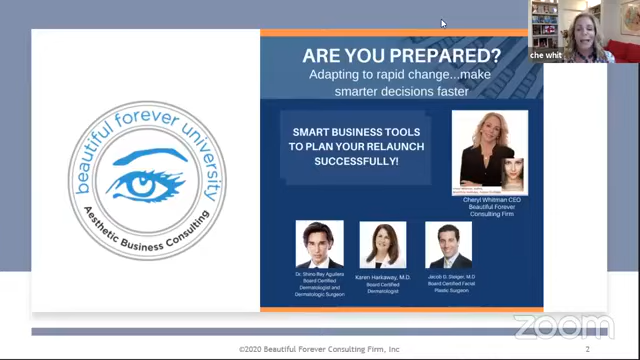 che whit
ARE YOU PREPARED?
Adapting to rapid change...make
smarter decisions faster
beautiful forever university
Aesthetic Business Consulting
SMART BUSINESS TOOLS
TO PLAN YOUR RELAUNCH
SUCCESSFULLY!
Cheryl Whitman CEO
Beautiful Forever
Consulting Firm
Dr. Shino Bay Aguilera
Board Certified
Dermatologist and
Dermatologic Surgeon
Karen Harkaway, M.D.
Board Certified
Dermatologist
Jacob D. Steiger, M.D
Board Certified Facial
Plastic Surgeon
zoom
©2020 Beautiful Forever Consulting Firm, Inc
2